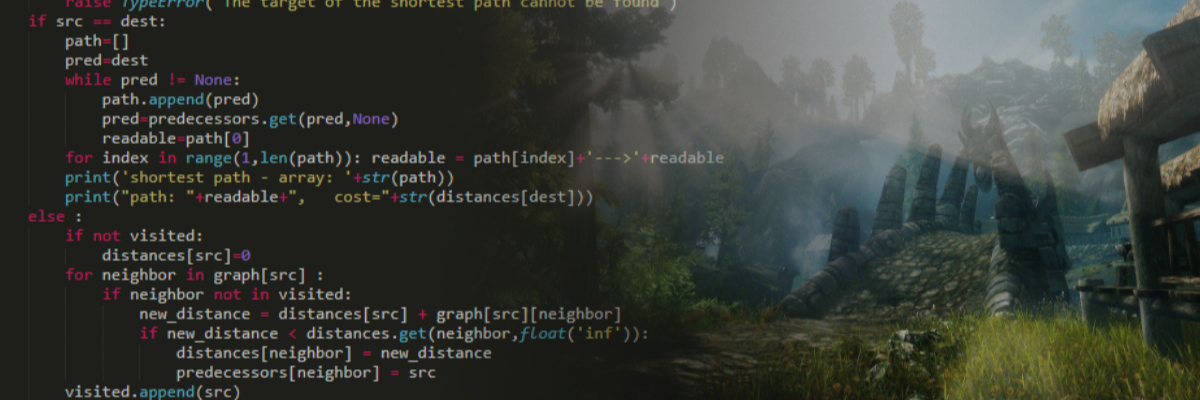 raise TypeError('The target of the shortest path cannot be found')
if src == dest:
path=[]
pred=dest
while pred != None:
path.append(pred)
pred=predecessors.get(pred,None)
readable=path[0]
for index in range(1,len(path)): readable = path[index]+'--->'+readable
print('shortest path - array: '+str(path))
print("path: "+readable+", cost="+str(distances[dest]))
else :
if not visited:
distances[src]=0
for neighbor in graph[src] :
if neighbor not in visited:
new_distance = distances[src] + graph[src][neighbor]
if new_distance < distances.get(neighbor,float('inf')):
distances[neighbor] = new_distance
predecessors[neighbor] = src
visited.append(src)